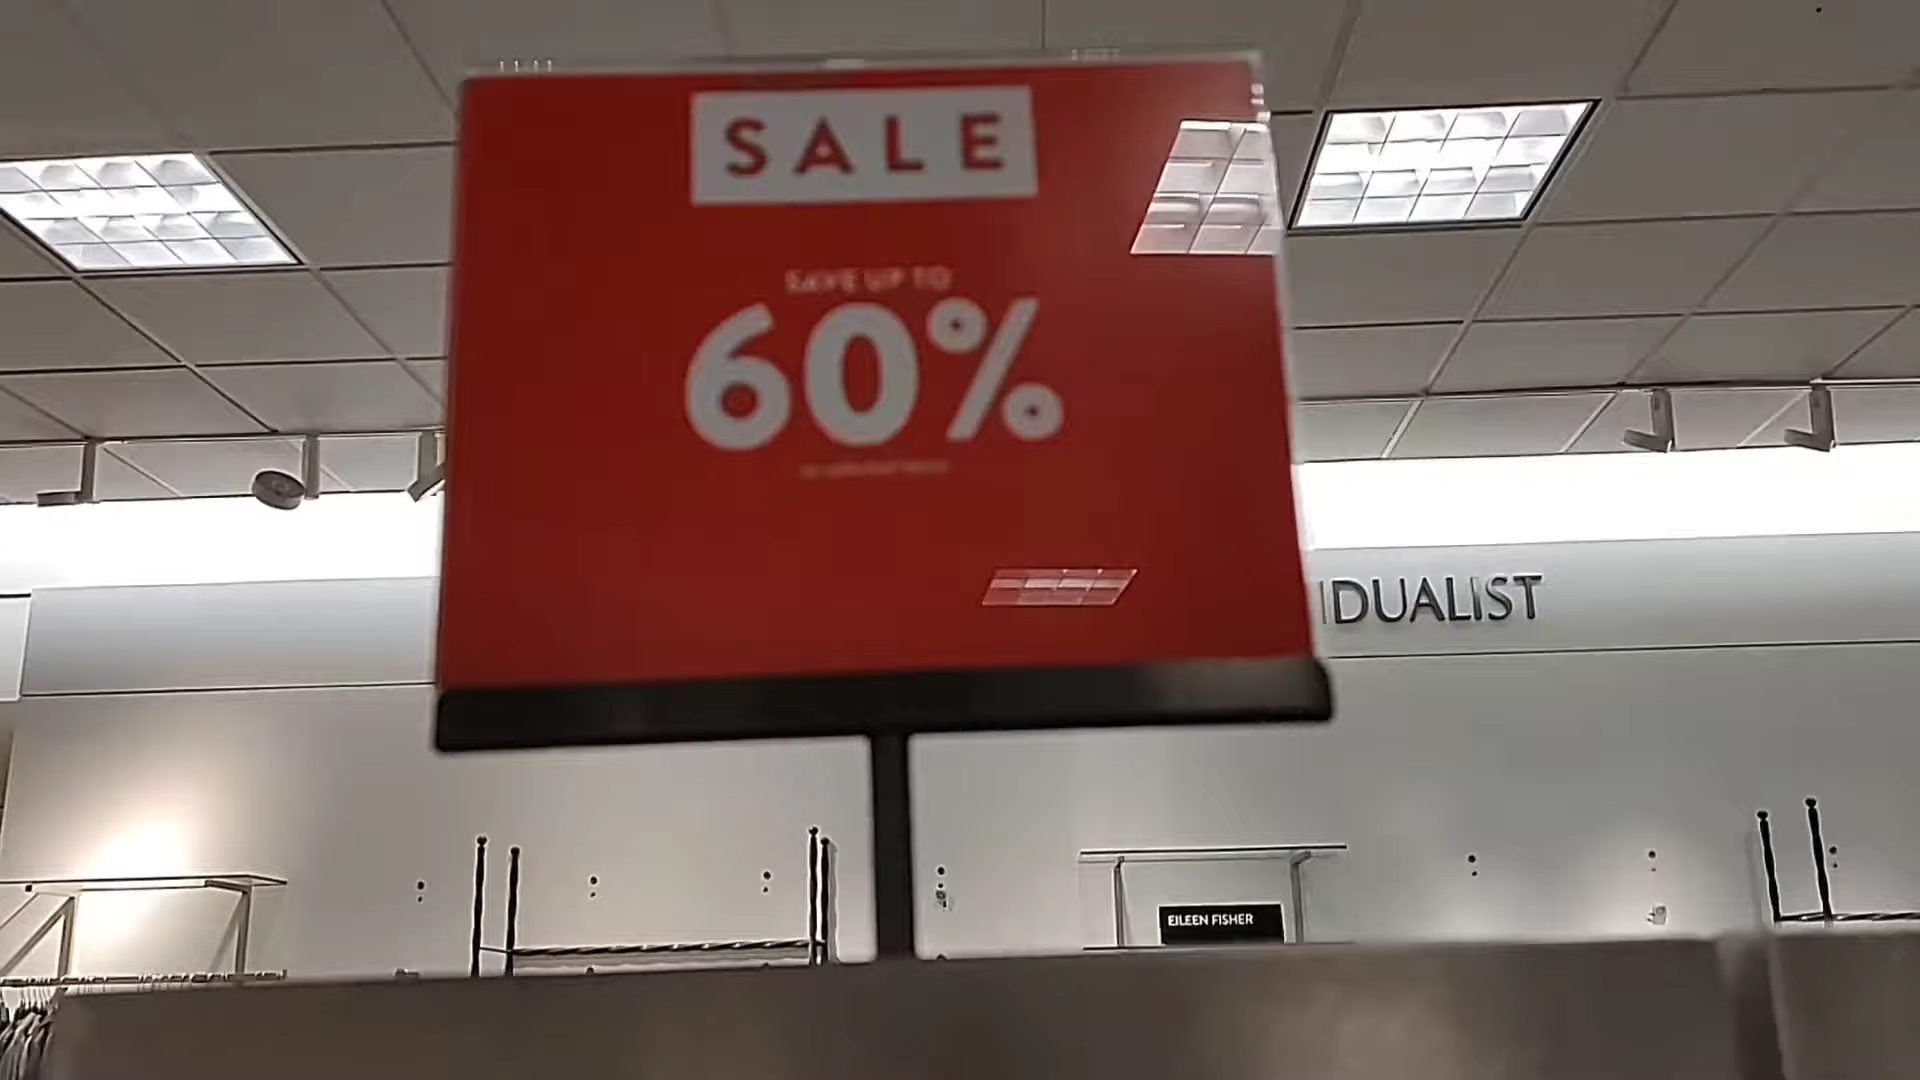 SALE
SAVE UP TO
60%
IDUALIST
EILEEN FISHER